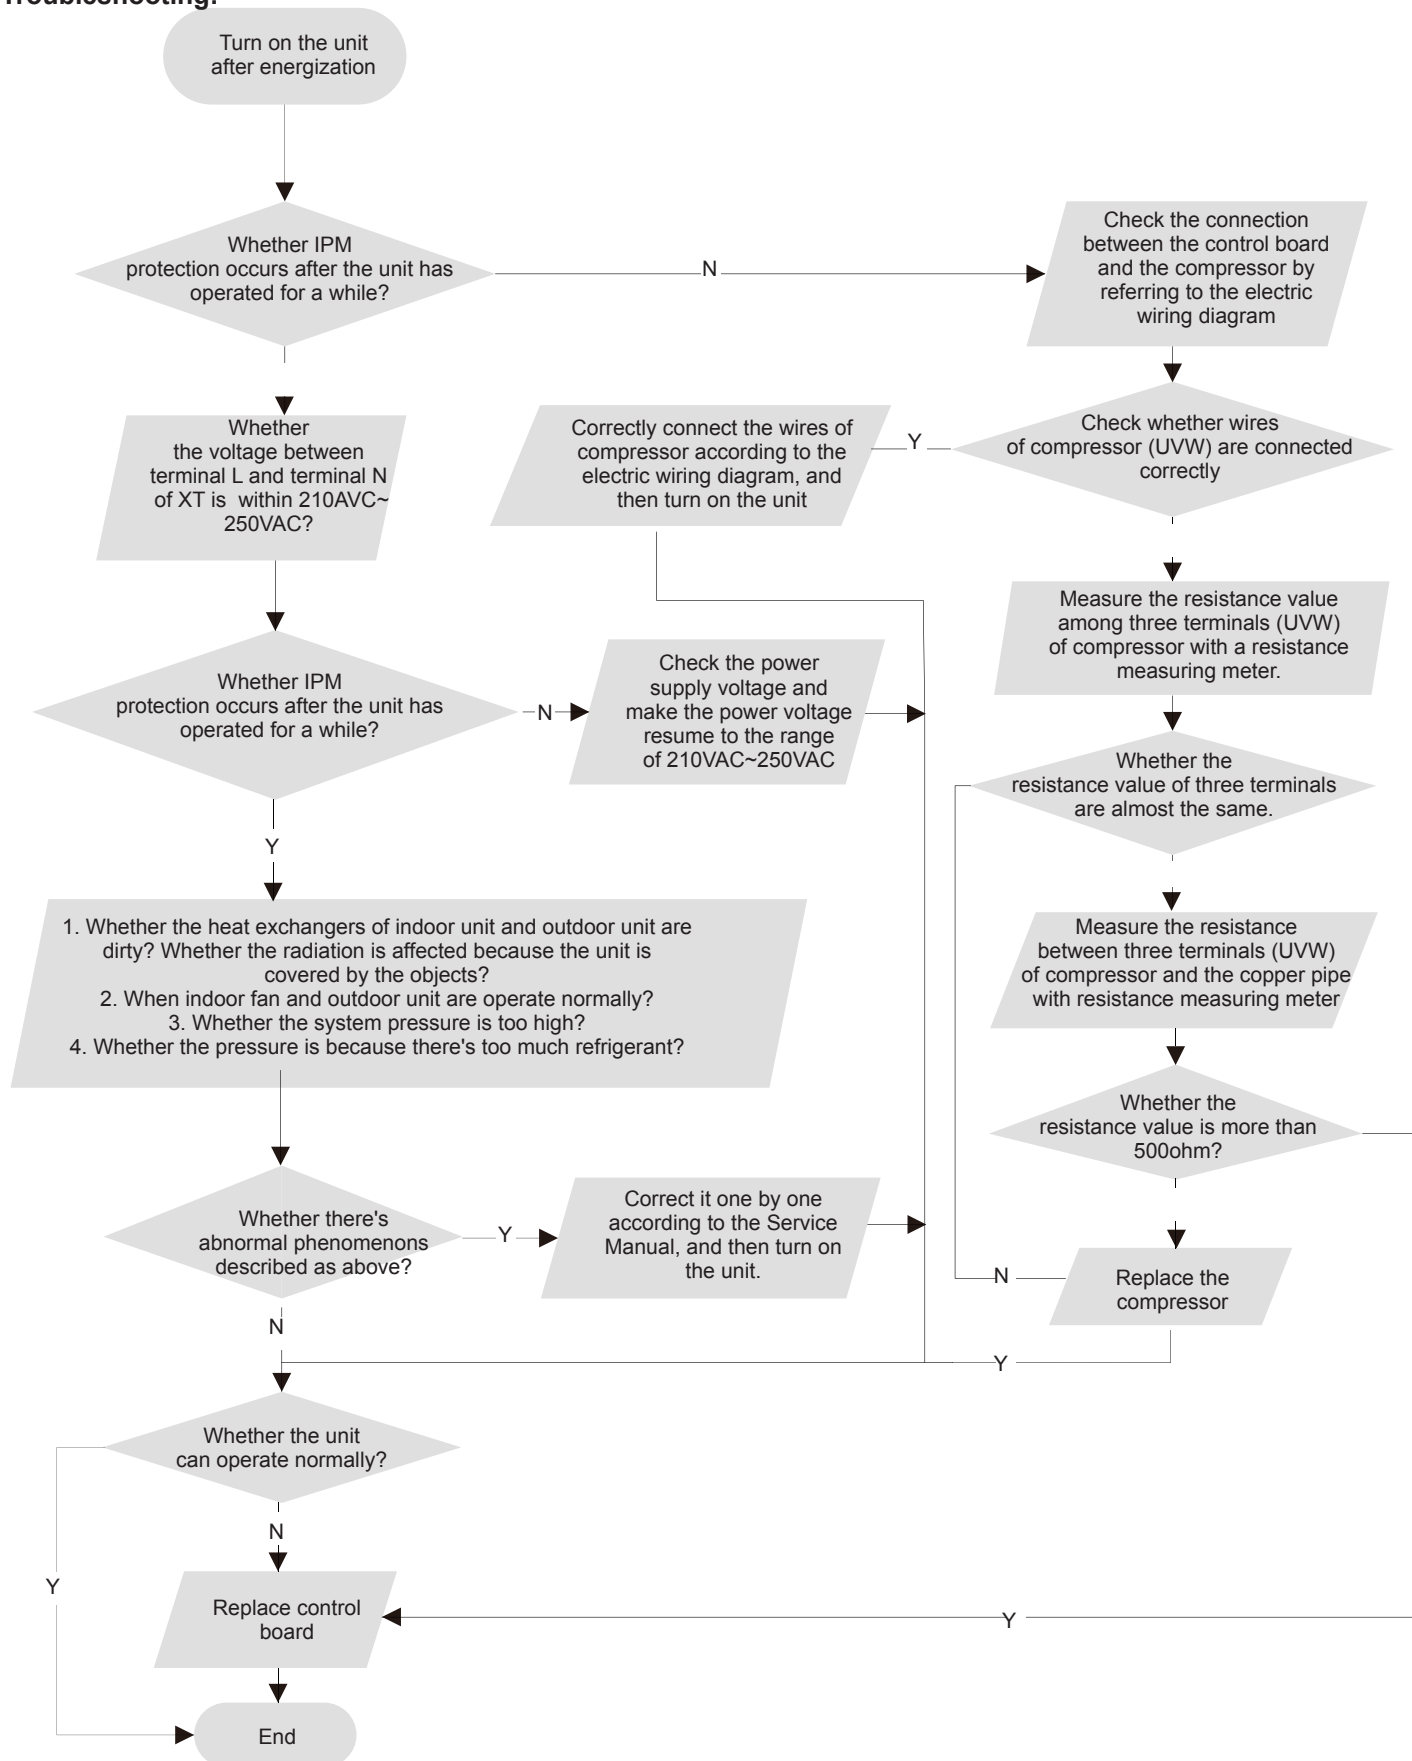 Troubleshooting:
Turn on the unit
after energization
Whether IPM
protection occurs after the unit has
operated for a while?
N
Check the connection
between the control board
and the compressor by
referring to the electric
wiring diagram
Whether
the voltage between
terminal L and terminal N
of XT is within 210AVC~
250VAC?
Correctly connect the wires of
compressor according to the
electric wiring diagram, and
then turn on the unit
Y
Check whether wires
of compressor (UVW) are connected
correctly
Measure the resistance value
among three terminals (UVW)
of compressor with a resistance
measuring meter.
Whether IPM
protection occurs after the unit has
operated for a while?
N
Check the power
supply voltage and
make the power voltage
resume to the range
of 210VAC~250VAC
Whether the
resistance value of three terminals
are almost the same.
Y
1. Whether the heat exchangers of indoor unit and outdoor unit are
dirty? Whether the radiation is affected because the unit is
covered by the objects?
2. When indoor fan and outdoor unit are operate normally?
3. Whether the system pressure is too high?
4. Whether the pressure is because there's too much refrigerant?
Measure the resistance
between three terminals (UVW)
of compressor and the copper pipe
with resistance measuring meter
Whether the
resistance value is more than
500ohm?
Whether there's
abnormal phenomenons
described as above?
Y
Correct it one by one
according to the Service
Manual, and then turn on
the unit.
N
Replace the
compressor
N
Y
Whether the unit
can operate normally?
N
Y
Replace control
board
Y
End